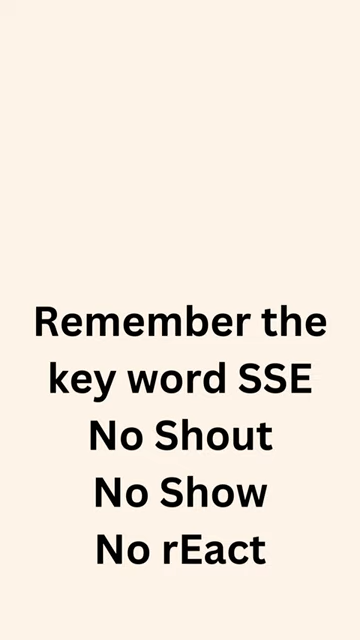 Remember the
key word SSE
No Shout
No Show
No rEact